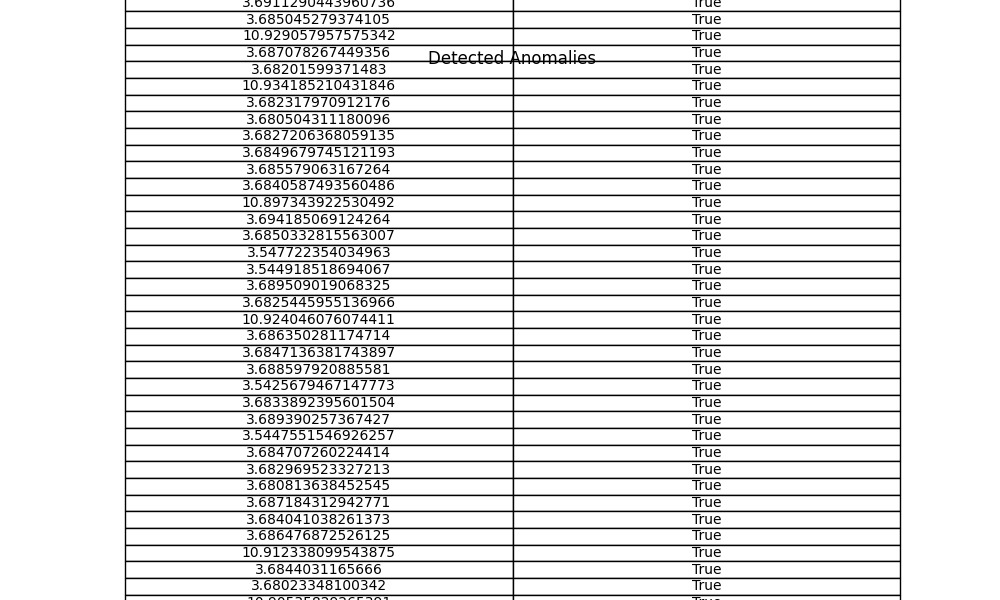 3.6911290443960736 True
3.685045279374105 True
10.929057957575342 True
3.687078267449356 True
Detected Anomalies
3.68201599371483 True
10.934185210431846 True
3.682317970912176 True
3.680504311180096 True
3.6827206368059135 True
3.6849679745121193 True
3.685579063167264 True
3.6840587493560486 True
10.897343922530492 True
3.694185069124264 True
3.6850332815563007 True
3.547722354034963 True
3.544918518694067 True
3.689509019068325 True
3.6825445955136966 True
10.924046076074411 True
3.686350281174714 True
3.6847136381743897 True
3.688597920885581 True
3.5425679467147773 True
3.6833892395601504 True
3.689390257367427 True
3.5447551546926257 True
3.684707260224414 True
3.682969523327213 True
3.680813638452545 True
3.687184312942771 True
3.684041038261373 True
3.686476872526125 True
10.912338099543875 True
3.6844031165666 True
3.68023348100342 True
True